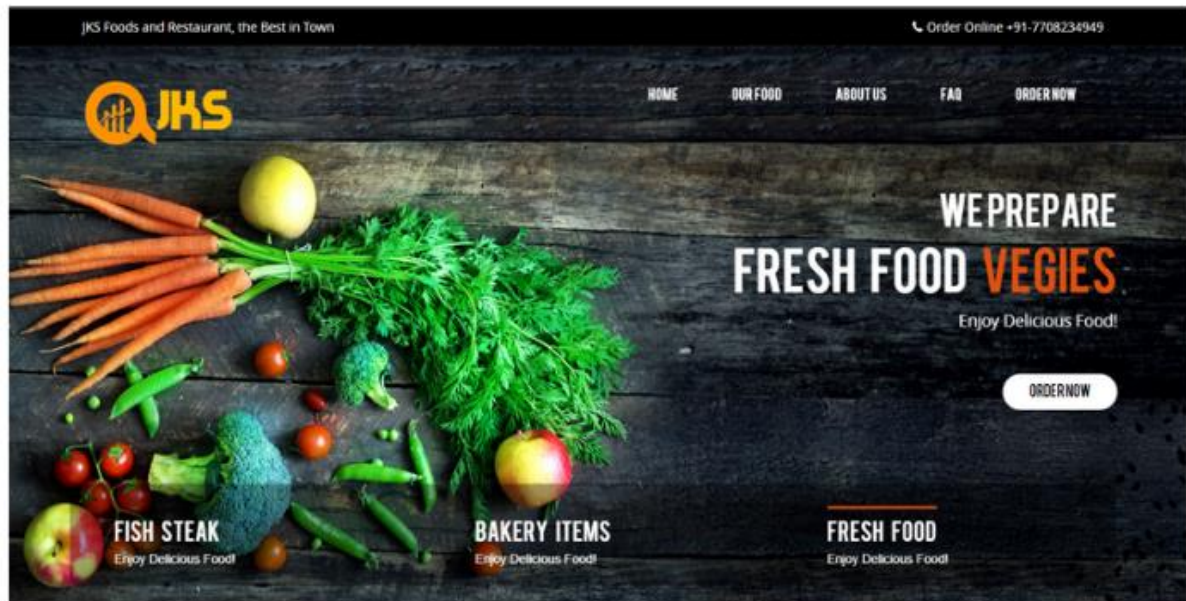 JKS Foods and Restaurant, the Best in Town
Order Online +91-7708234949
JKS
HOME OUR FOOD ABOUT US FAQ ORDER NOW
WE PREPARE
FRESH FOOD VEGIES
Enjoy Delicious Food!
ORDER NOW
FISH STEAK
Enjoy Delicious Food!
BAKERY ITEMS
Enjoy Delicious Food!
FRESH FOOD
Enjoy Delicious Food!